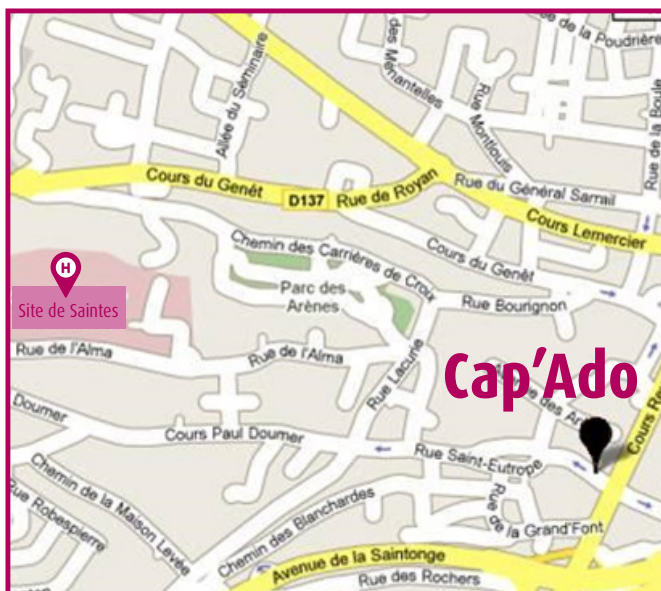 de la Poudrière
des Ménantelles
Rue Montlouis
Rue de la Boule
Allée du Séminaire
Cours du Genêt
D137
Rue de Royan
Rue du Général Sarrail
Cours Lemercier
Chemin des Carrières de Croix
Cours du Genêt
H
Site de Saintes
Parc des
Arènes
Rue Bourignon
Rue de l'Alma
Rue de l'Alma
Rue Lacurie
Cap'Ado
des
Cours
Doumer
Cours Paul Doumer
Rue Saint-Eutrope
Chemin de la Maison Levée
Rue Robespierre
Chemin des Blanchardes
Rue de la Grand'Font
Avenue de la Saintonge
Rue des Rochers